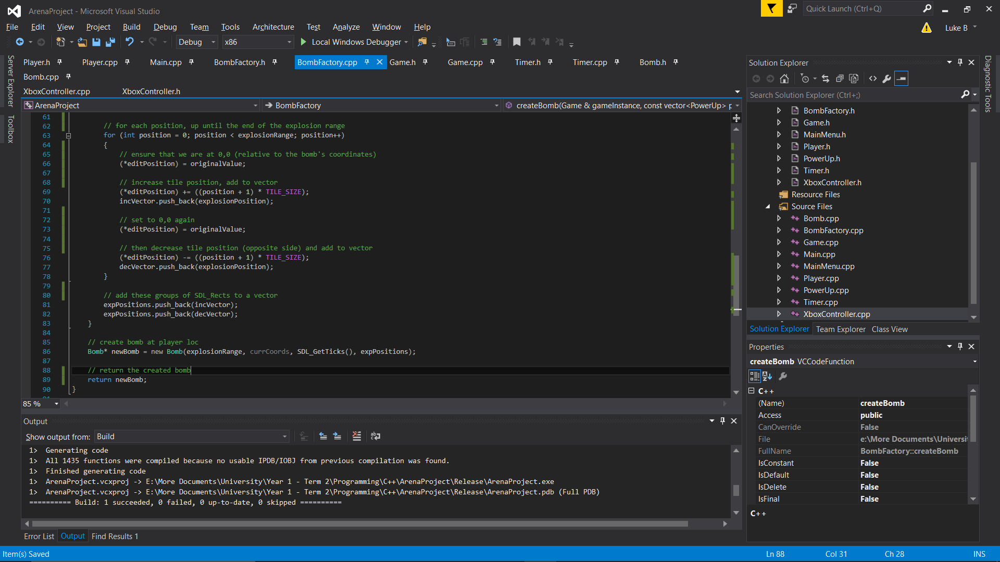 ArenaProject - Microsoft Visual Studio
Quick Launch (Ctrl+Q)
File Edit View Project Build Debug Team Tools Architecture Test Analyze Window Help
Luke B
Debug x86 Local Windows Debugger
Server Explorer
Toolbox
Player.h Player.cpp Main.cpp BombFactory.h BombFactory.cpp Game.h Game.cpp Timer.h Timer.cpp Bomb.h
Bomb.cpp
XboxController.cpp XboxController.h
ArenaProject BombFactory createBomb(Game & gameInstance, const vector<PowerUp> p
61
62 // for each position, up until the end of the explosion range
63 for (int position = 0; position < explosionRange; position++)
64 {
65 // ensure that we are at 0,0 (relative to the bomb's coordinates)
66 (*editPosition) = originalValue;
67
68 // increase tile position, add to vector
69 (*editPosition) += ((position + 1) * TILE_SIZE);
70 incVector.push_back(explosionPosition);
71
72 // set to 0,0 again
73 (*editPosition) = originalValue;
74
75 // then decrease tile position (opposite side) and add to vector
76 (*editPosition) -= ((position + 1) * TILE_SIZE);
77 decVector.push_back(explosionPosition);
78 }
79
80 // add these groups of SDL_Rects to a vector
81 expPositions.push_back(incVector);
82 expPositions.push_back(decVector);
83 }
84
85 // create bomb at player loc
86 Bomb* newBomb = new Bomb(explosionRange, currCoords, SDL_GetTicks(), expPositions);
87
88 // return the created bomb
89 return newBomb;
90 }
85 %
Output
Show output from: Build
1> Generating code
1> All 1435 functions were compiled because no usable IPDB/IOBJ from previous compilation was found.
1> Finished generating code
1> ArenaProject.vcxproj -> E:\More Documents\University\Year 1 - Term 2\Programming\C++\ArenaProject\Release\ArenaProject.exe
1> ArenaProject.vcxproj -> E:\More Documents\University\Year 1 - Term 2\Programming\C++\ArenaProject\Release\ArenaProject.pdb (Full PDB)
========== Build: 1 succeeded, 0 failed, 0 up-to-date, 0 skipped ==========
Error List Output Find Results 1
Solution Explorer
Search Solution Explorer (Ctrl+;)
BombFactory.h
Game.h
MainMenu.h
Player.h
PowerUp.h
Timer.h
XboxController.h
Resource Files
Source Files
Bomb.cpp
BombFactory.cpp
Game.cpp
Main.cpp
MainMenu.cpp
Player.cpp
PowerUp.cpp
Timer.cpp
XboxController.cpp
Solution Explorer Team Explorer Class View
Properties
createBomb VCCodeFunction
C++
(Name) createBomb
Access public
CanOverride False
File e:\More Documents\Universi
FullName BombFactory::createBomb
IsConstant False
IsDefault False
IsDelete False
IsFinal False
C++
Diagnostic Tools
Item(s) Saved Ln 88 Col 31 Ch 28 INS